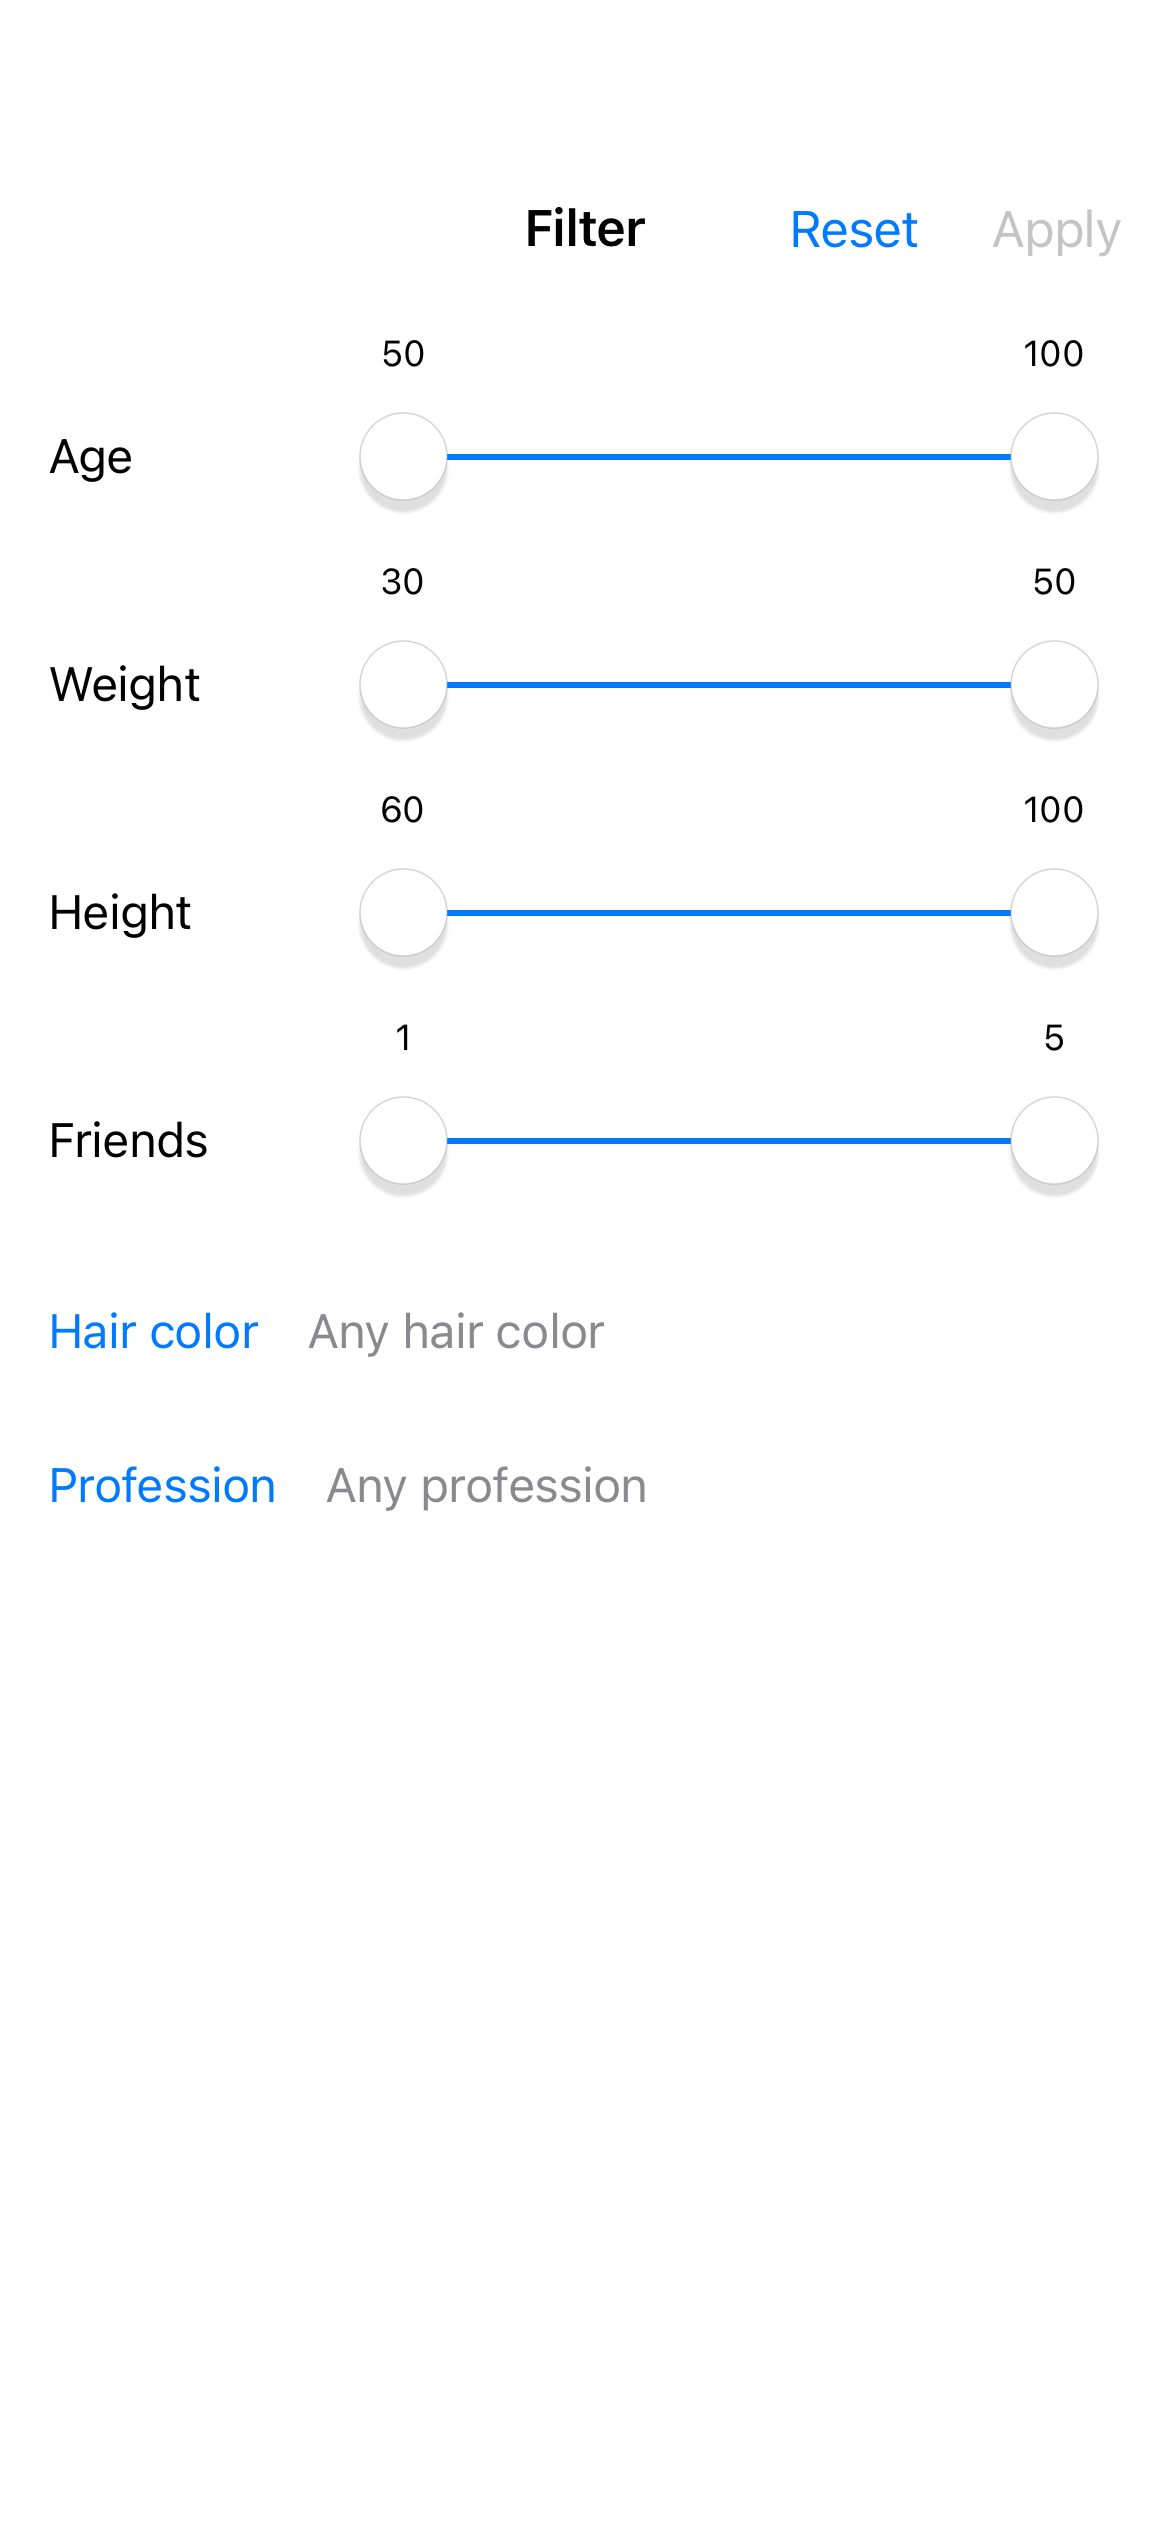 Filter Reset Apply
50 100
Age
30 50
Weight
60 100
Height
1 5
Friends
Hair color Any hair color
Profession Any profession